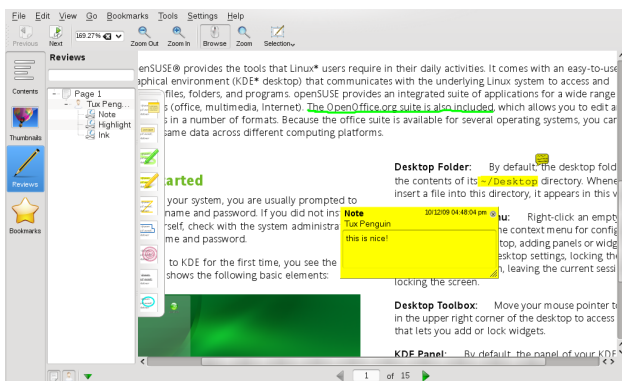 File Edit View Go Bookmarks Tools Settings Help
169.27%
Previous Next Zoom Out Zoom In Browse Zoom Selection
Contents
Thumbnails
Reviews
Bookmarks
Reviews
Page 1
Tux Peng...
Note
Highlight
Ink
enSUSE® provides the tools that Linux* users require in their daily activities. It comes with an easy-to-use
aphical environment (KDE* desktop) that communicates with the underlying Linux system to access and
files, folders, and programs. openSUSE provides an integrated suite of applications for a wide range
s (office, multimedia, Internet). The OpenOffice.org suite is also included, which allows you to edit a
s in a number of formats. Because the office suite is available for several operating systems, you can
same data across different computing platforms.
arted
your system, you are usually prompted to
name and password. If you did not ins
rself, check with the system administra
me and password.
to KDE for the first time, you see the
shows the following basic elements:
Desktop Folder: By default, the desktop fold
the contents of its ~/Desktop directory. Whene
insert a file into this directory, it appears in this v
Note 10/12/09 04:48:04 pm
Tux Penguin
this is nice!
u: Right-click an empty
he context menu for config
top, adding panels or widg
esktop settings, locking the
n, leaving the current sessi
locking the screen.
Desktop Toolbox: Move your mouse pointer to
in the upper right corner of the desktop to access
that lets you add or lock widgets.
KDE Panel: By default, the panel of your KDE
1 of 15